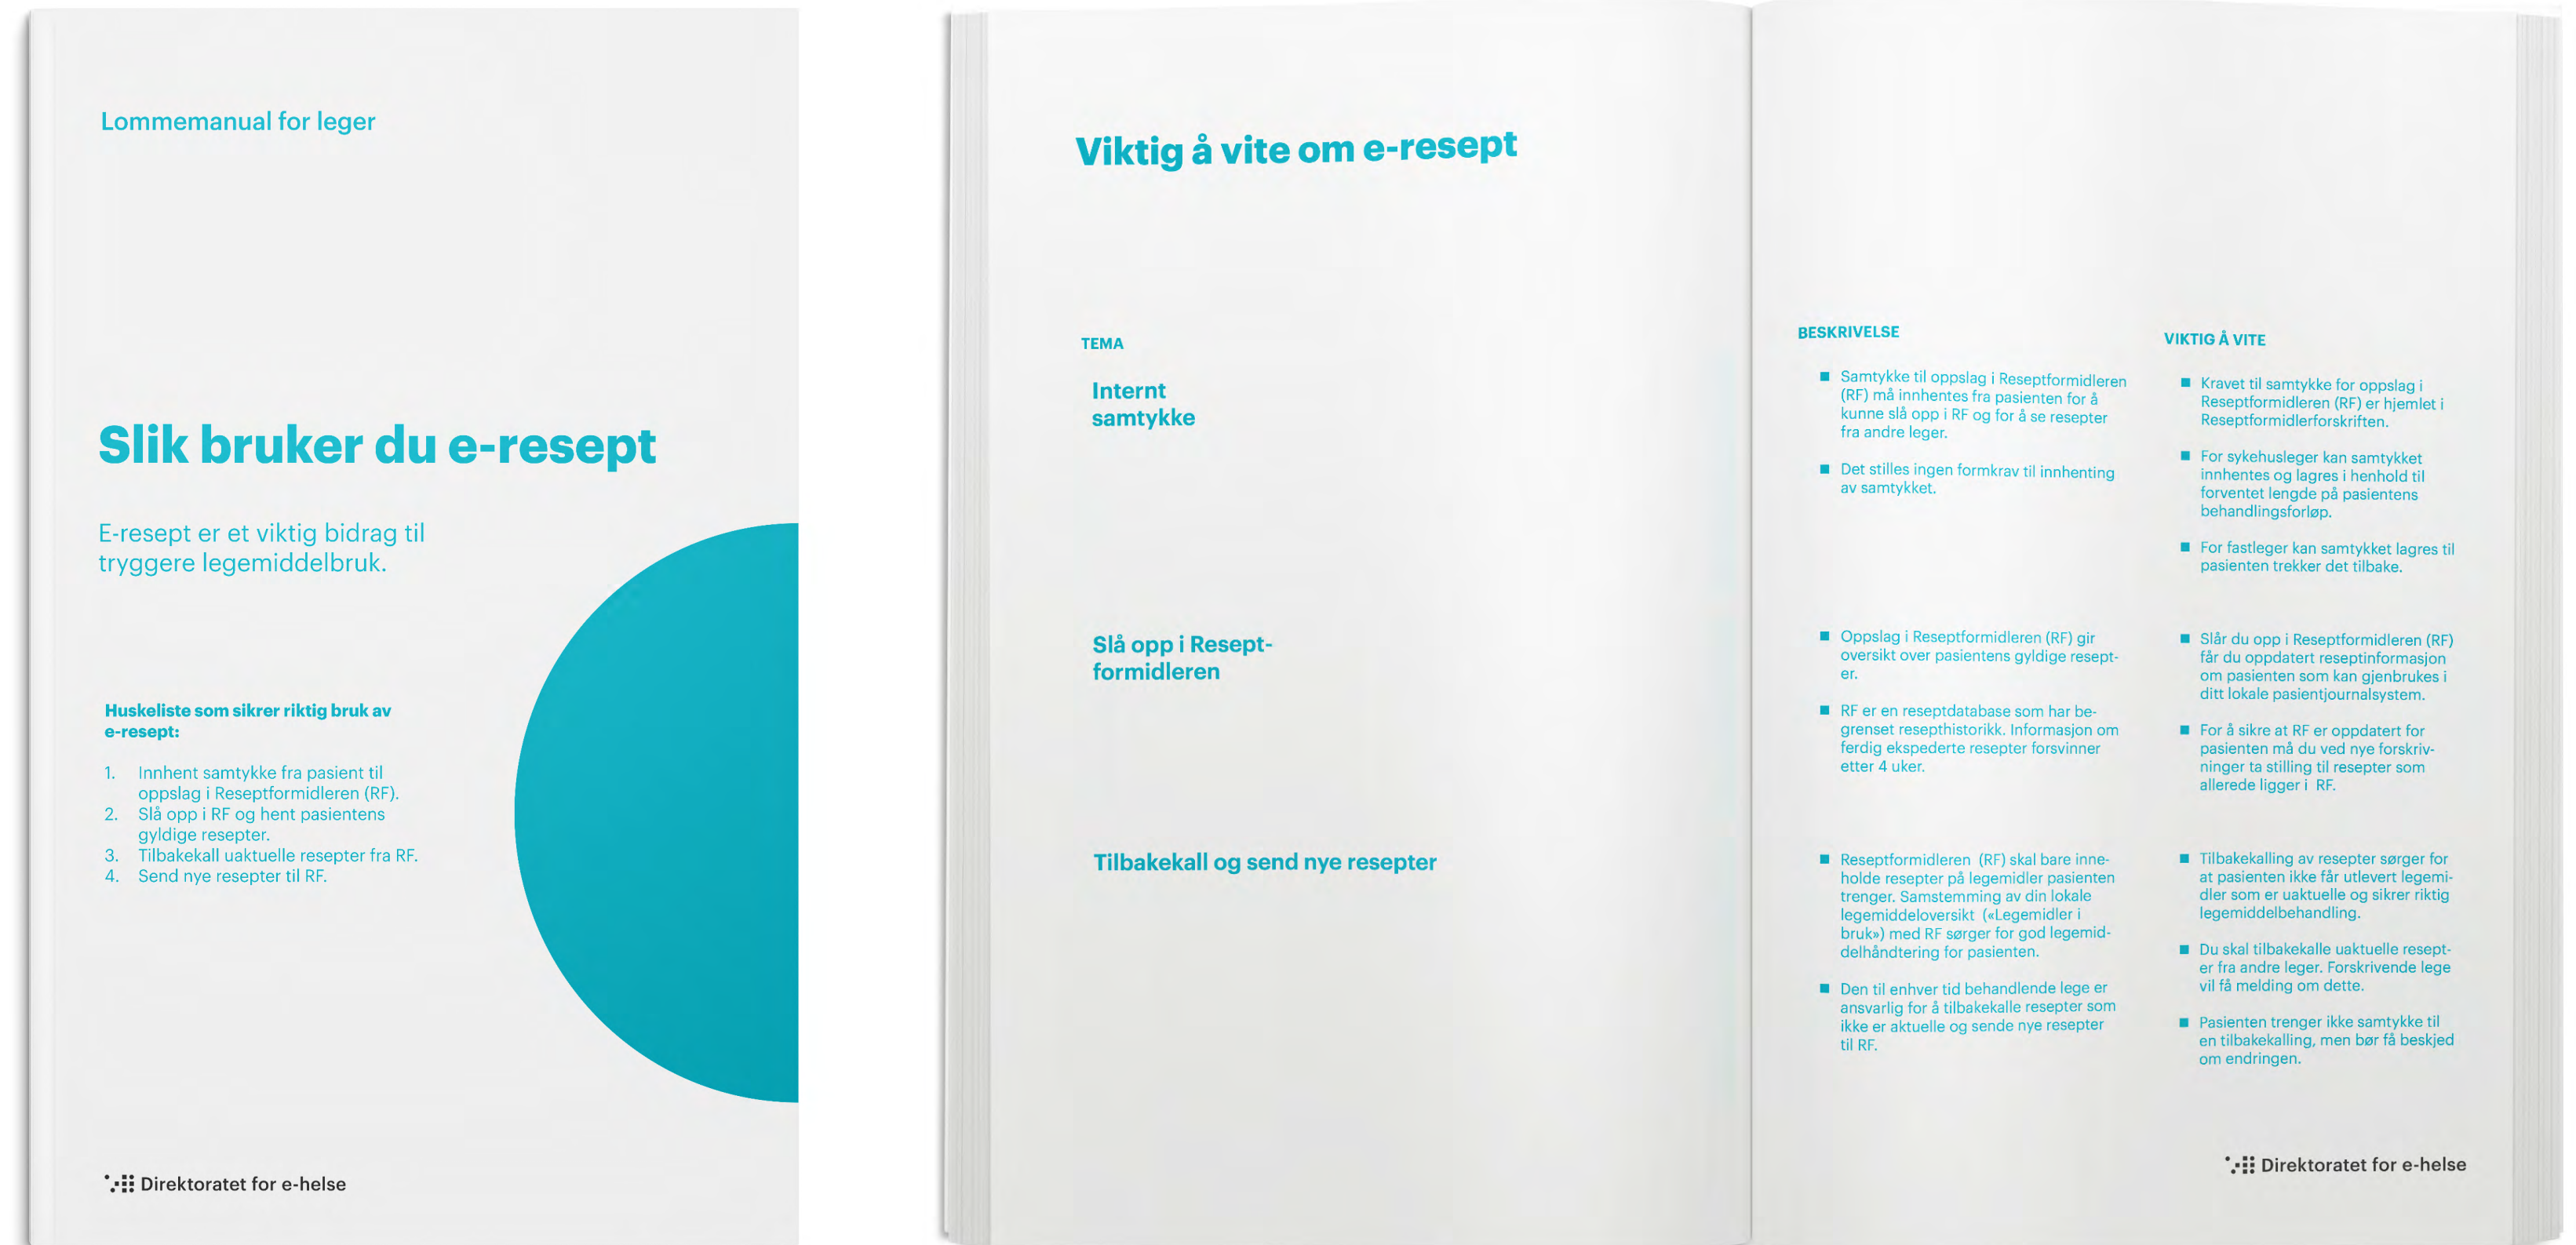 Lommemanual for leger
Slik bruker du e-resept
E-resept er et viktig bidrag til
tryggere legemiddelbruk.
Huskeliste som sikrer riktig bruk av
e-resept:
1. Innhent samtykke fra pasient til
oppslag i Reseptformidleren (RF).
2. Slå opp i RF og hent pasientens
gyldige resepter.
3. Tilbakekall uaktuelle resepter fra RF.
4. Send nye resepter til RF.
Direktoratet for e-helse
Viktig å vite om e-resept
TEMA
Internt
samtykke
Slå opp i Resept-
formidleren
Tilbakekall og send nye resepter
BESKRIVELSE
■ Samtykke til oppslag i Reseptformidleren
(RF) må innhentes fra pasienten for å
kunne slå opp i RF og for å se resepter
fra andre leger.
■ Det stilles ingen formkrav til innhenting
av samtykket.
■ Oppslag i Reseptformidleren (RF) gir
oversikt over pasientens gyldige resept-
er.
■ RF er en reseptdatabase som har be-
grenset resepthistorikk. Informasjon om
ferdig ekspederte resepter forsvinner
etter 4 uker.
■ Reseptformidleren (RF) skal bare inne-
holde resepter på legemidler pasienten
trenger. Samstemming av din lokale
legemiddeloversikt («Legemidler i
bruk») med RF sørger for god legemid-
delhåndtering for pasienten.
■ Den til enhver tid behandlende lege er
ansvarlig for å tilbakekalle resepter som
ikke er aktuelle og sende nye resepter
til RF.
VIKTIG Å VITE
■ Kravet til samtykke for oppslag i
Reseptformidleren (RF) er hjemlet i
Reseptformidlerforskriften.
■ For sykehusleger kan samtykket
innhentes og lagres i henhold til
forventet lengde på pasientens
behandlingsforløp.
■ For fastleger kan samtykket lagres til
pasienten trekker det tilbake.
■ Slår du opp i Reseptformidleren (RF)
får du oppdatert reseptinformasjon
om pasienten som kan gjenbrukes i
ditt lokale pasientjournalsystem.
■ For å sikre at RF er oppdatert for
pasienten må du ved nye forskriv-
ninger ta stilling til resepter som
allerede ligger i RF.
■ Tilbakekalling av resepter sørger for
at pasienten ikke får utlevert legemi-
dler som er uaktuelle og sikrer riktig
legemiddelbehandling.
■ Du skal tilbakekalle uaktuelle resept-
er fra andre leger. Forskrivende lege
vil få melding om dette.
■ Pasienten trenger ikke samtykke til
en tilbakekalling, men bør få beskjed
om endringen.
Direktoratet for e-helse